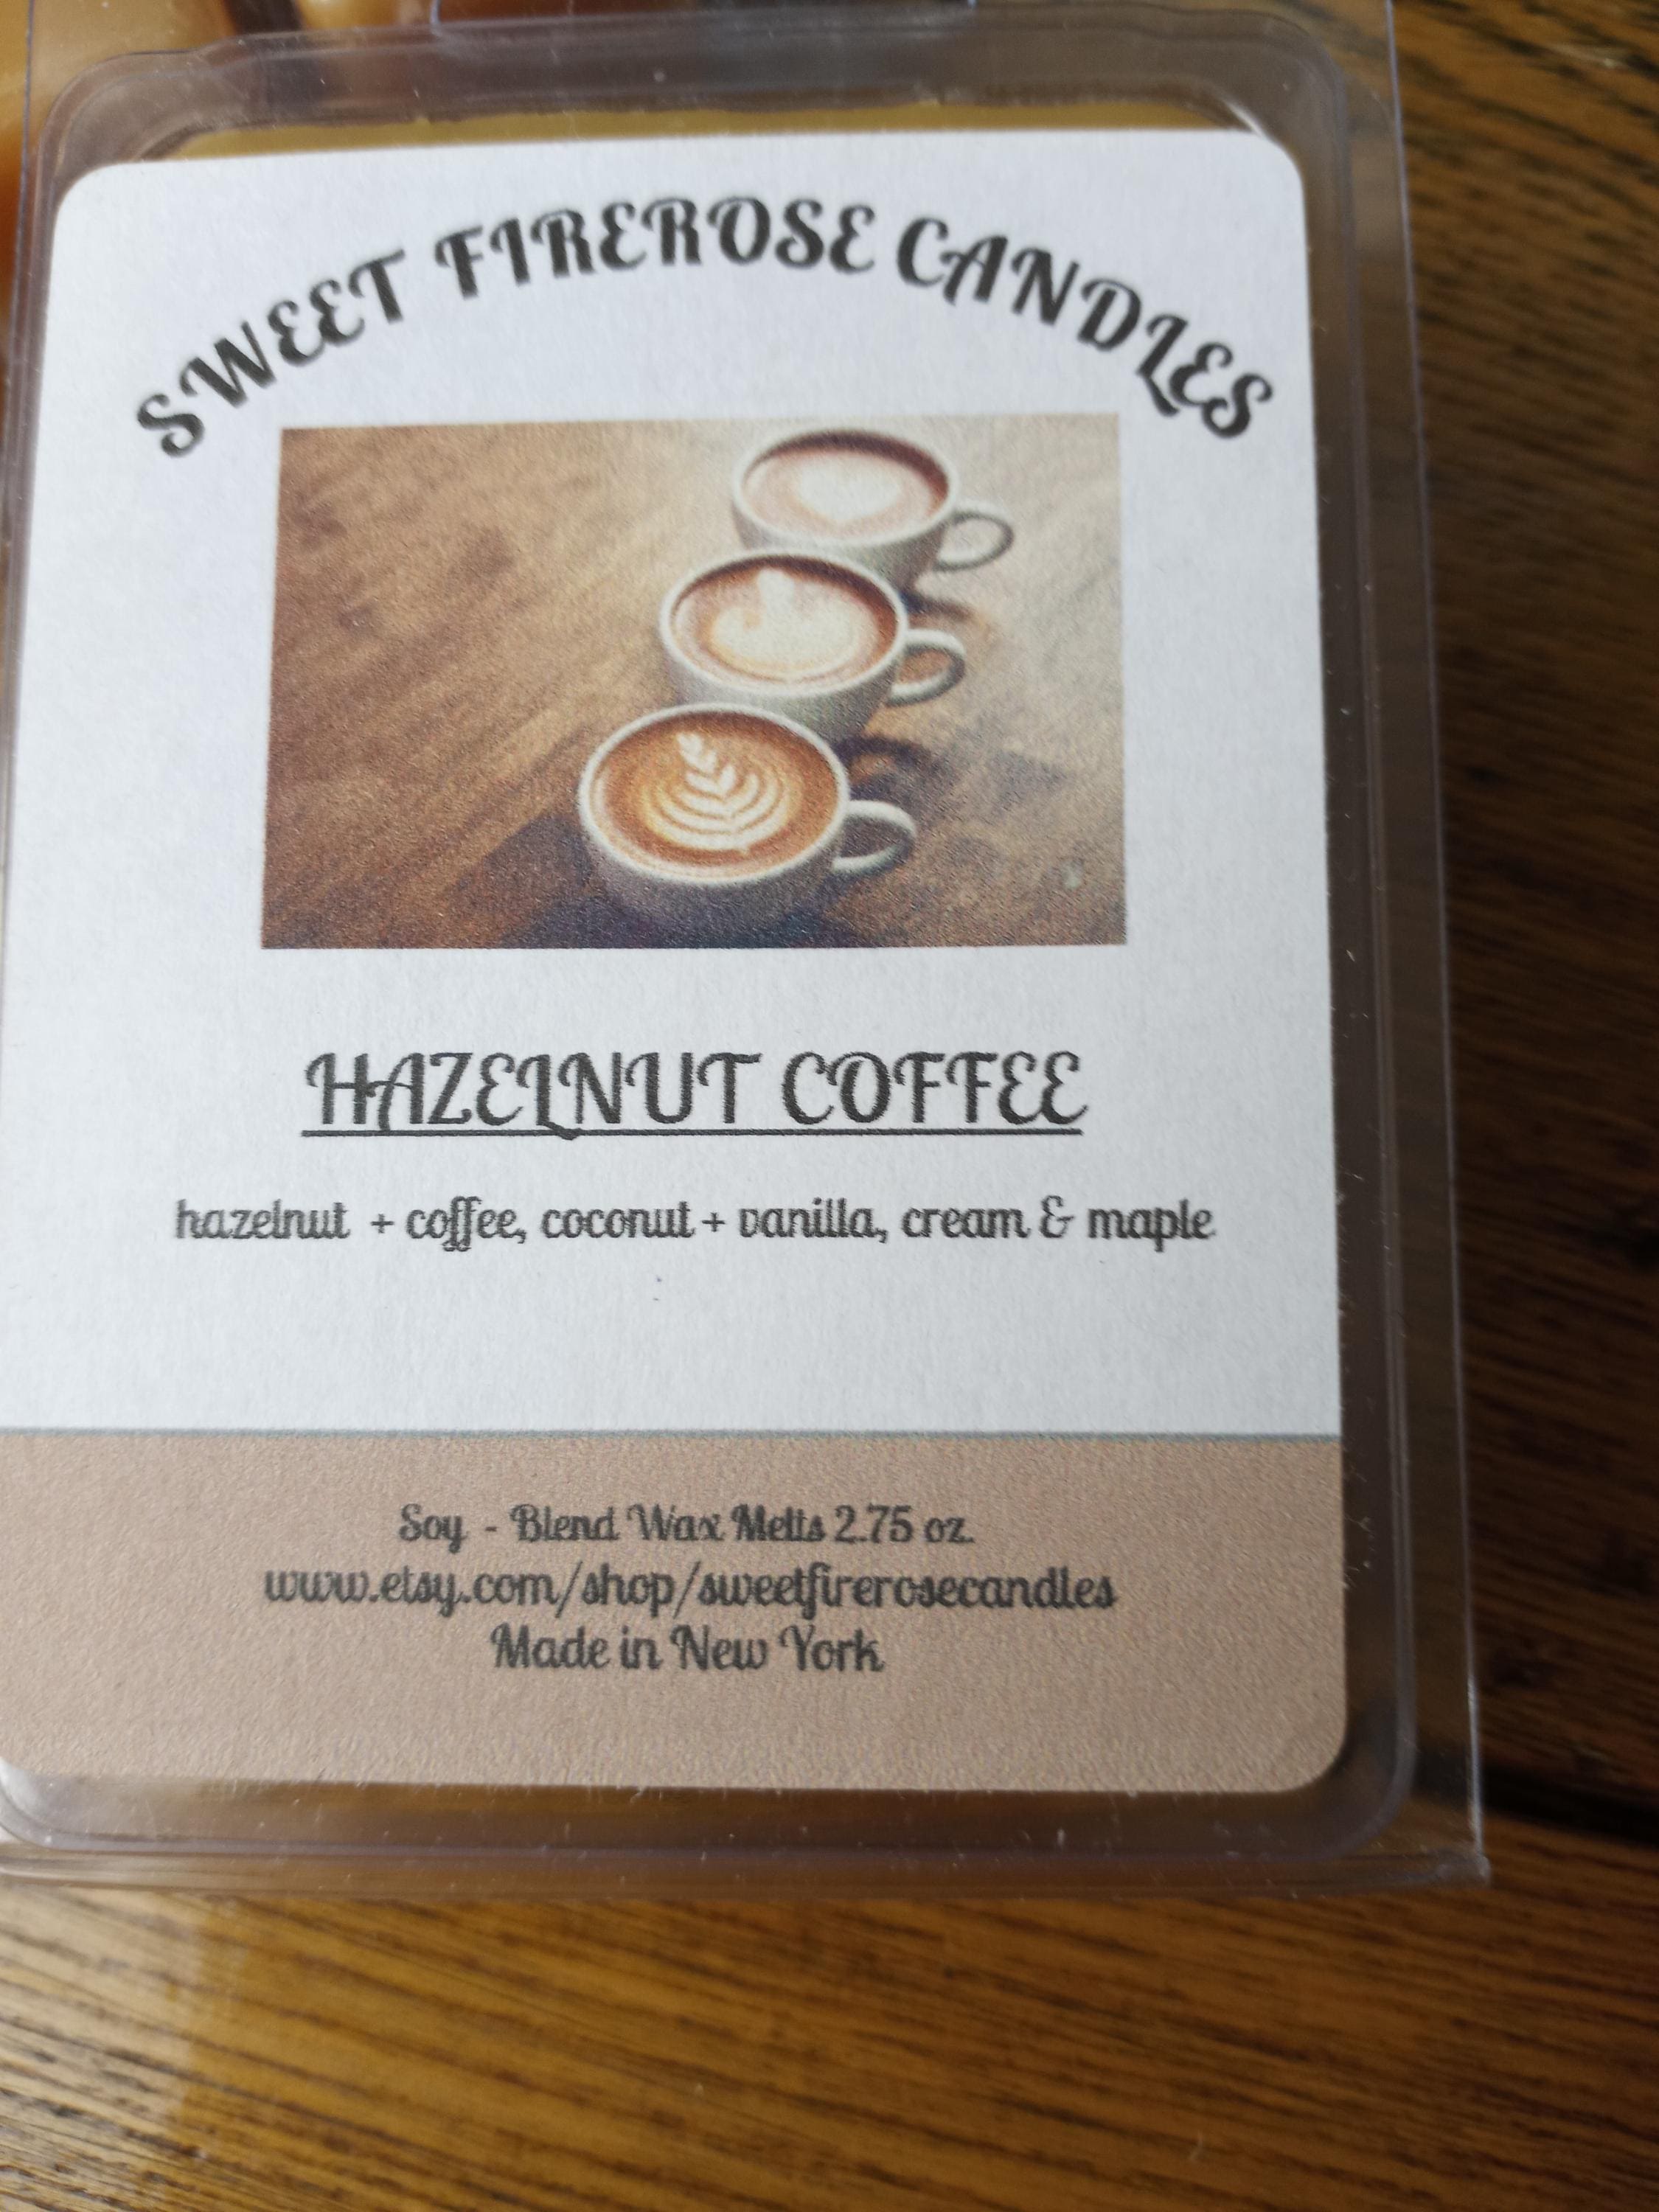 SWEET FIREROSE CANDLES
HAZELNUT COFFEE
hazelnut + coffee, coconut + vanilla, cream & maple
Soy - Blend Wax Melts 2.75 oz.
www.etsy.com/shop/sweetfirerosecandles
Made in New York